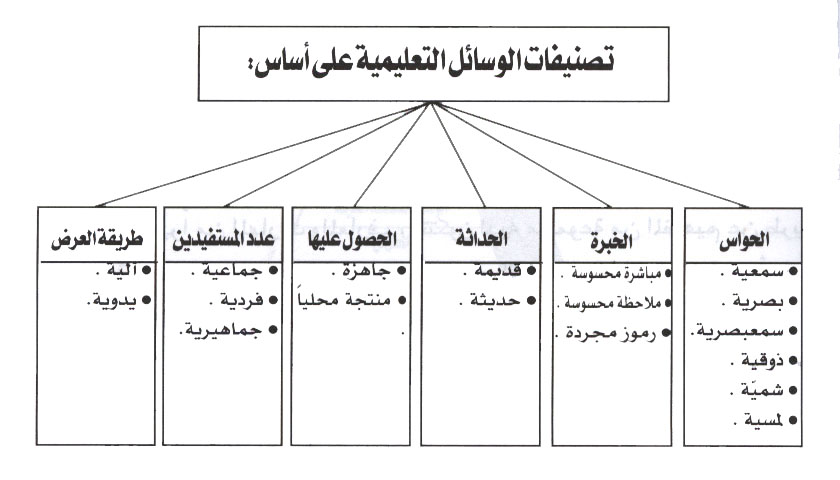 تصنيفات الوسائل التعليمية على أساس:
الحواس
● سمعية .
● بصرية .
● سمعبصرية.
● ذوقية .
● شميّة .
● لمسية .
الخبرة
● مباشرة محسوسة .
● ملاحظة محسوسة .
● رموز مجردة .
الحداثة
● قديمة .
● حديثة .
الحصول عليها
● جاهزة .
● منتجة محلياً
.
عدد المستفيدين
● جماعية .
● فردية .
● جماهيرية.
طريقة العرض
● آلية .
● يدوية.